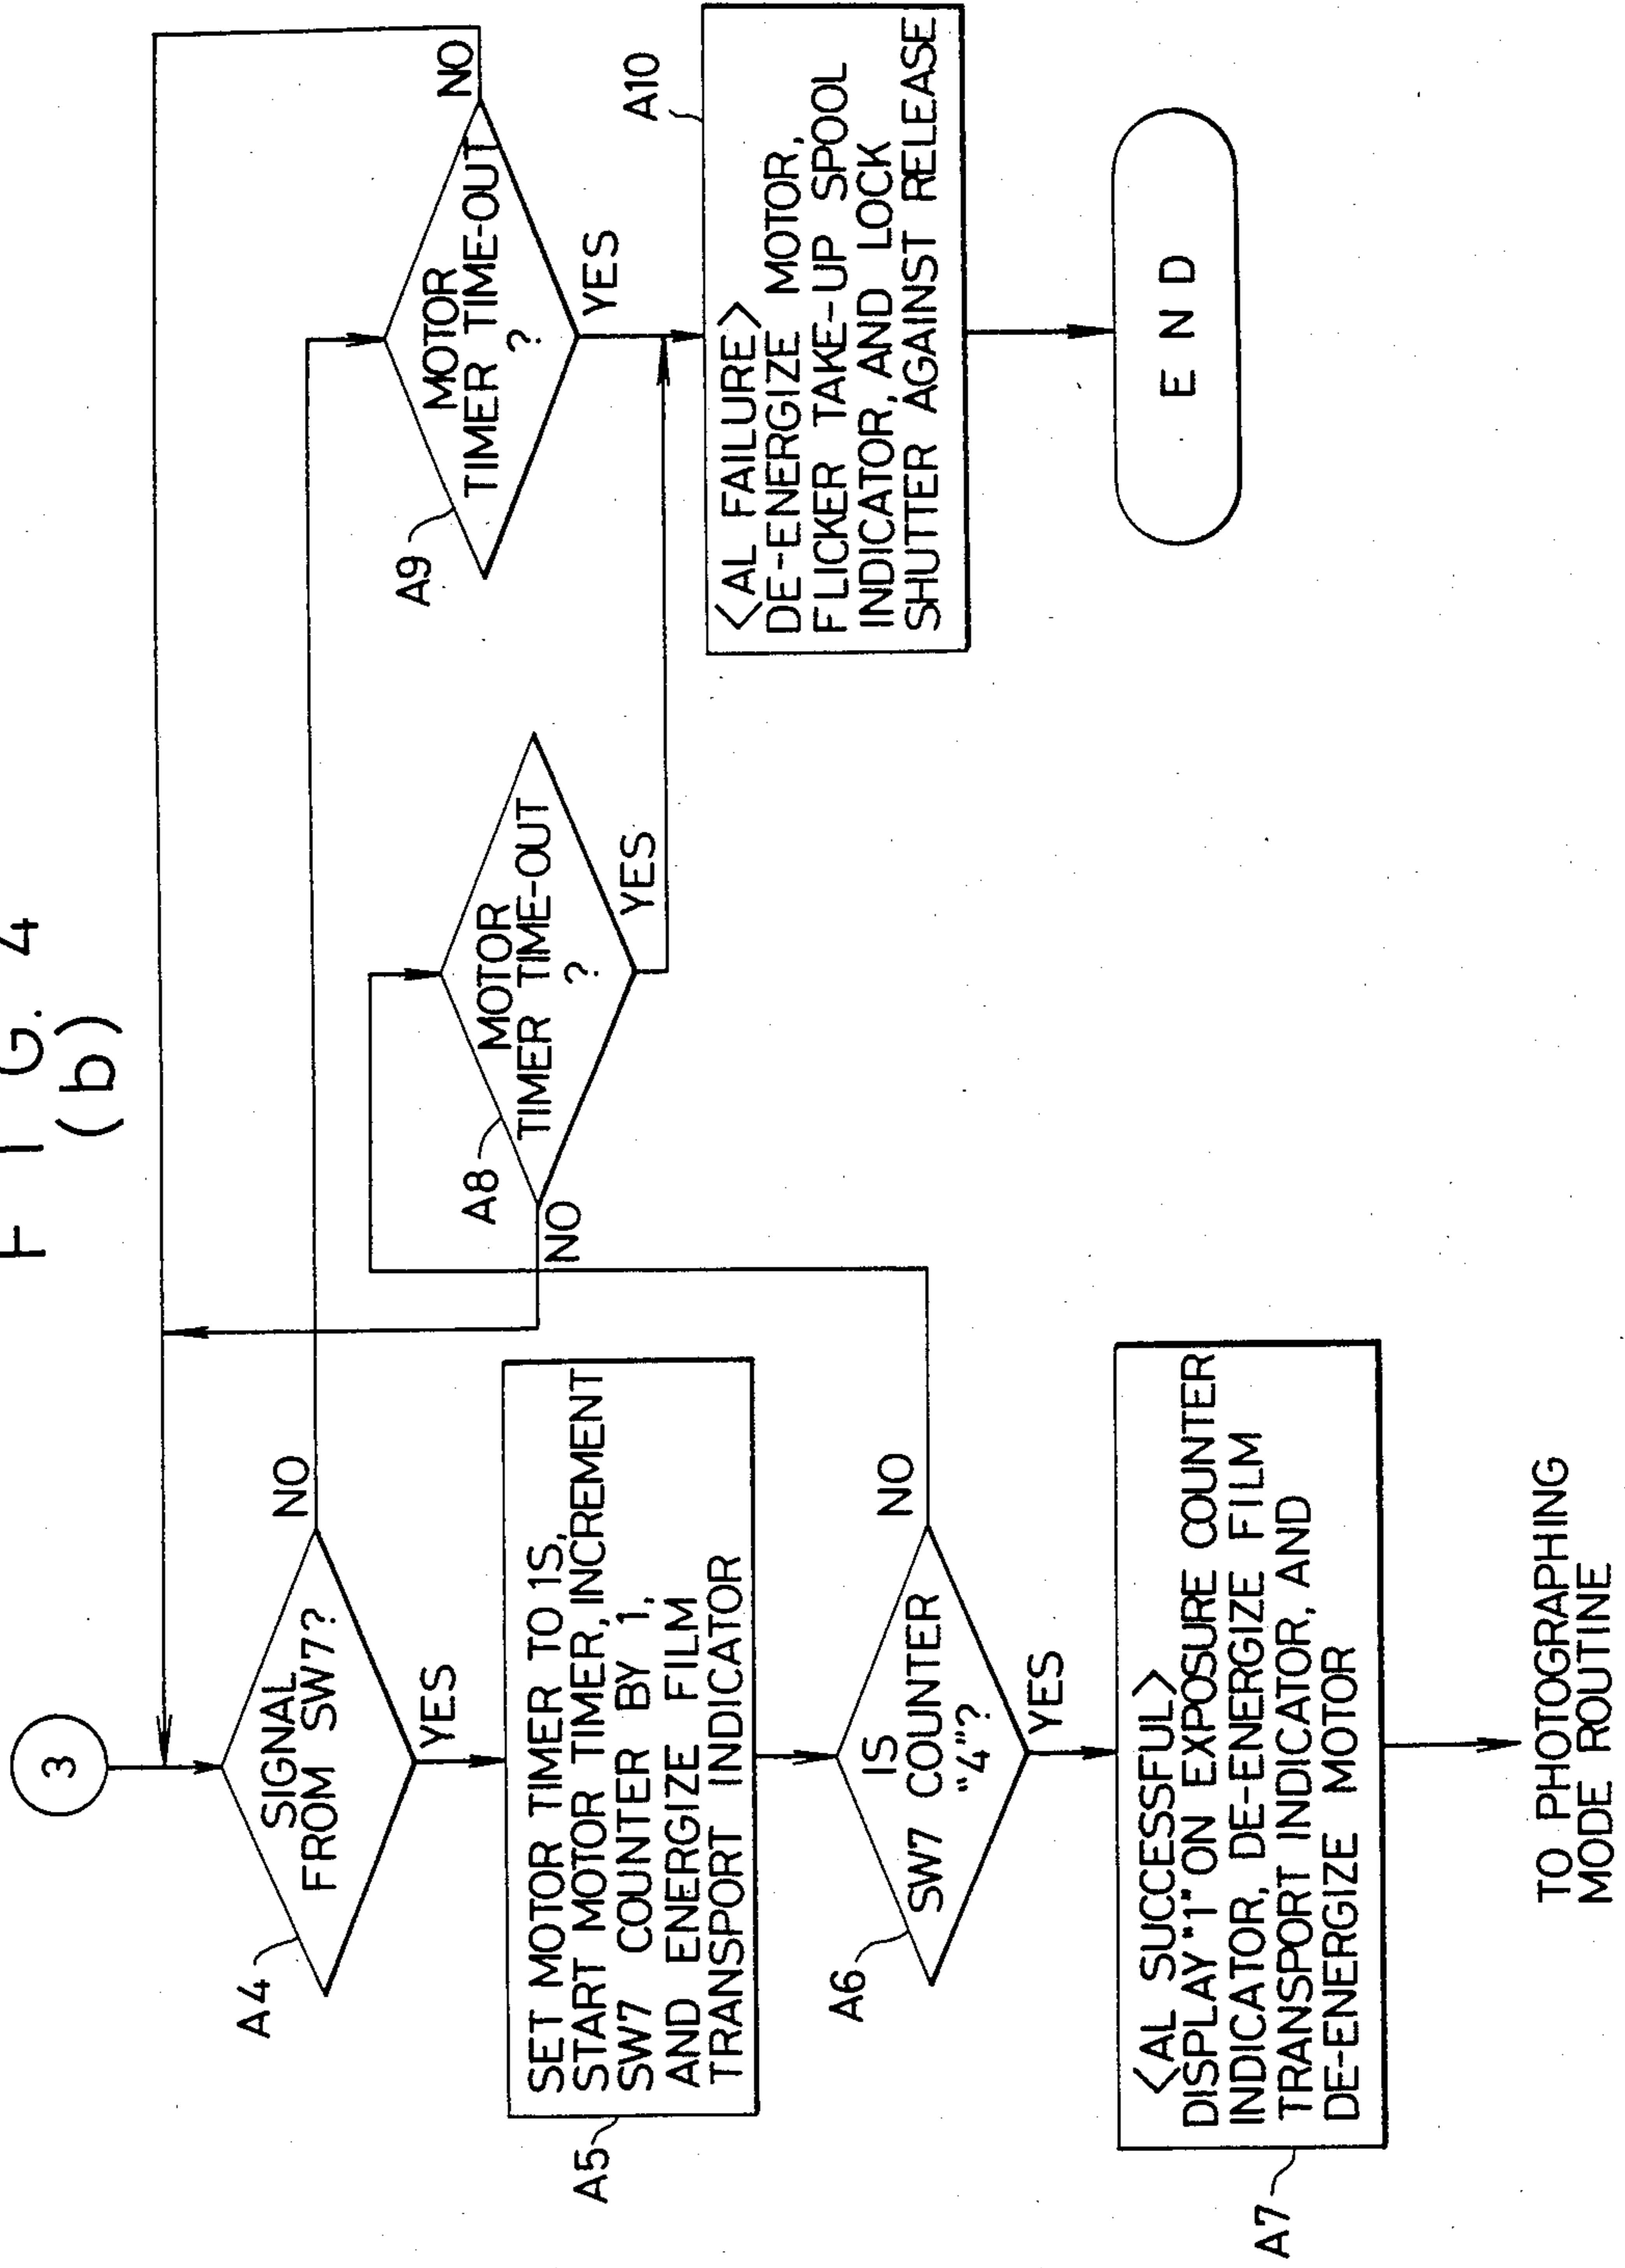 F I G. 4
(b)
3
SIGNAL
FROM SW7?
A4
NO
YES
SET MOTOR TIMER TO 1S,
START MOTOR TIMER, INCREMENT
SW7 COUNTER BY 1,
AND ENERGIZE FILM
TRANSPORT INDICATOR
A5
IS
SW7 COUNTER
"4"?
A6
NO
YES
<AL SUCCESSFUL>
DISPLAY "1" ON EXPOSURE COUNTER
INDICATOR, DE-ENERGIZE FILM
TRANSPORT INDICATOR, AND
DE-ENERGIZE MOTOR
A7
TO PHOTOGRAPHING
MODE ROUTINE
MOTOR
TIMER TIME-OUT
?
A8
NO
YES
MOTOR
TIMER TIME-OUT
?
A9
NO
YES
A10
<AL FAILURE>
DE-ENERGIZE MOTOR,
FLICKER TAKE-UP SPOOL
INDICATOR, AND LOCK
SHUTTER AGAINST RELEASE
E N D